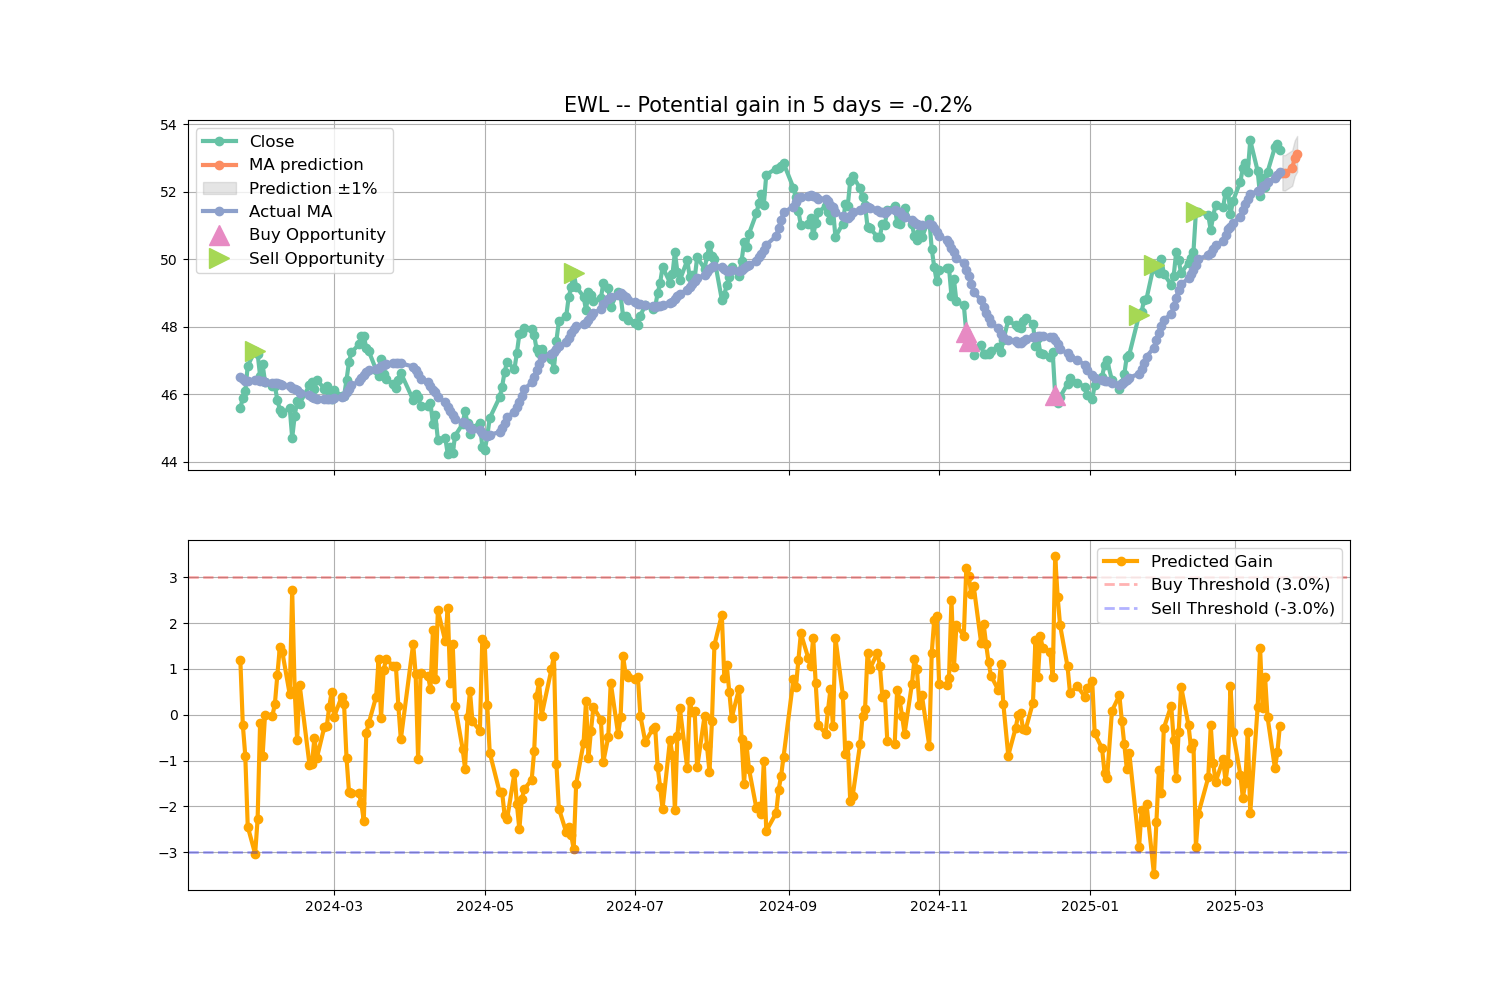 EWL -- Potential gain in 5 days = -0.2%
54
52
50
48
46
44
Close
MA prediction
Prediction ±1%
Actual MA
Buy Opportunity
Sell Opportunity
3
2
1
0
−1
−2
−3
Predicted Gain
Buy Threshold (3.0%)
Sell Threshold (-3.0%)
2024-03
2024-05
2024-07
2024-09
2024-11
2025-01
2025-03